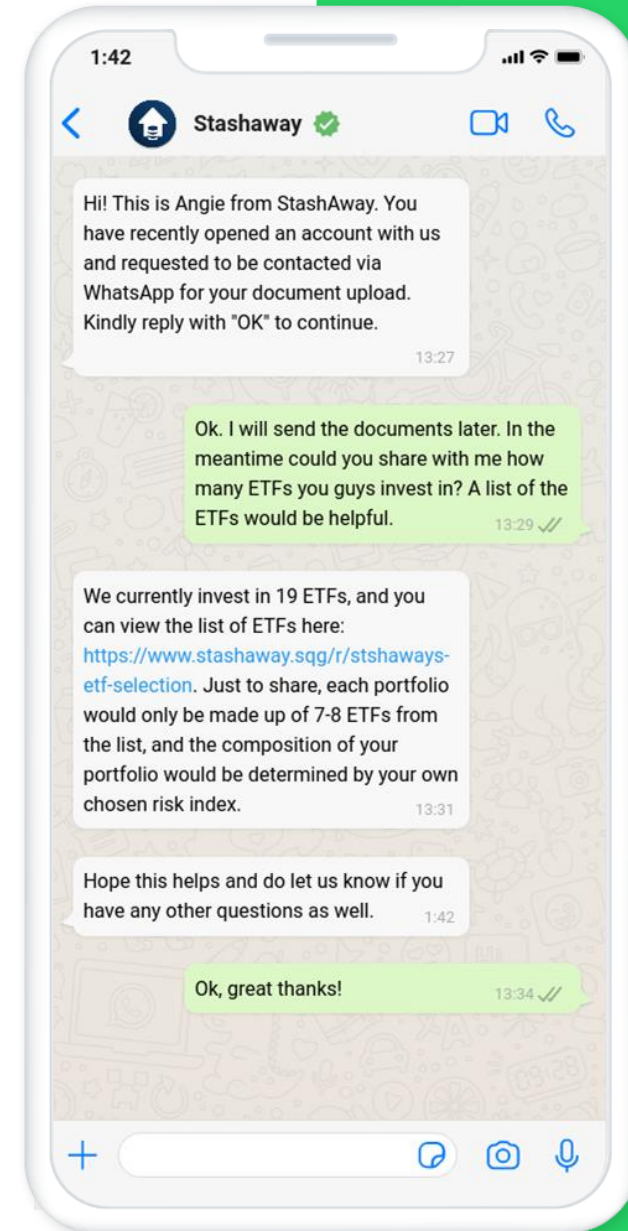 1:42
Stashaway
Hi! This is Angie from StashAway. You
have recently opened an account with us
and requested to be contacted via
WhatsApp for your document upload.
Kindly reply with "OK" to continue.
13:27
Ok. I will send the documents later. In the
meantime could you share with me how
many ETFs you guys invest in? A list of the
ETFs would be helpful.
13:29
We currently invest in 19 ETFs, and you
can view the list of ETFs here:
https://www.stashaway.sqg/r/stshaways-
etf-selection. Just to share, each portfolio
would only be made up of 7-8 ETFs from
the list, and the composition of your
portfolio would be determined by your own
chosen risk index.
13:31
Hope this helps and do let us know if you
have any other questions as well.
1:42
Ok, great thanks!
13:34